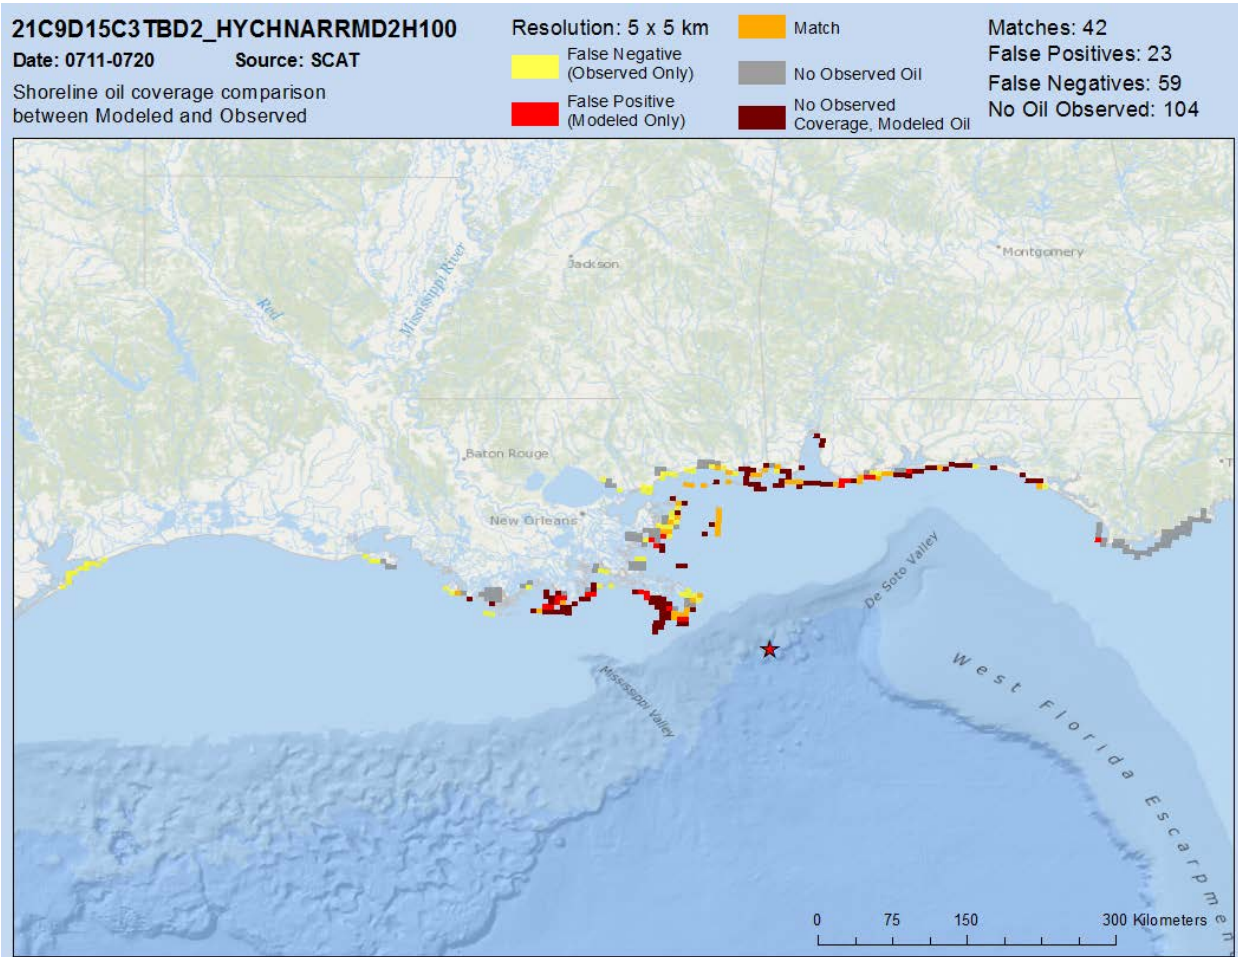 21C9D15C3TBD2_HYCHNARRMD2H100
Date: 0711-0720 Source: SCAT
Shoreline oil coverage comparison
between Modeled and Observed
Resolution: 5 x 5 km
False Negative
(Observed Only)
False Positive
(Modeled Only)
Match
No Observed Oil
No Observed
Coverage, Modeled Oil
Matches: 42
False Positives: 23
False Negatives: 59
No Oil Observed: 104
Montgomery
Jackson
Mississippi River
Red
Baton Rouge
T
New Orleans
De Soto Valley
Mississippi Valley
West Florida Escarpmen
0 75 150 300 Kilometers